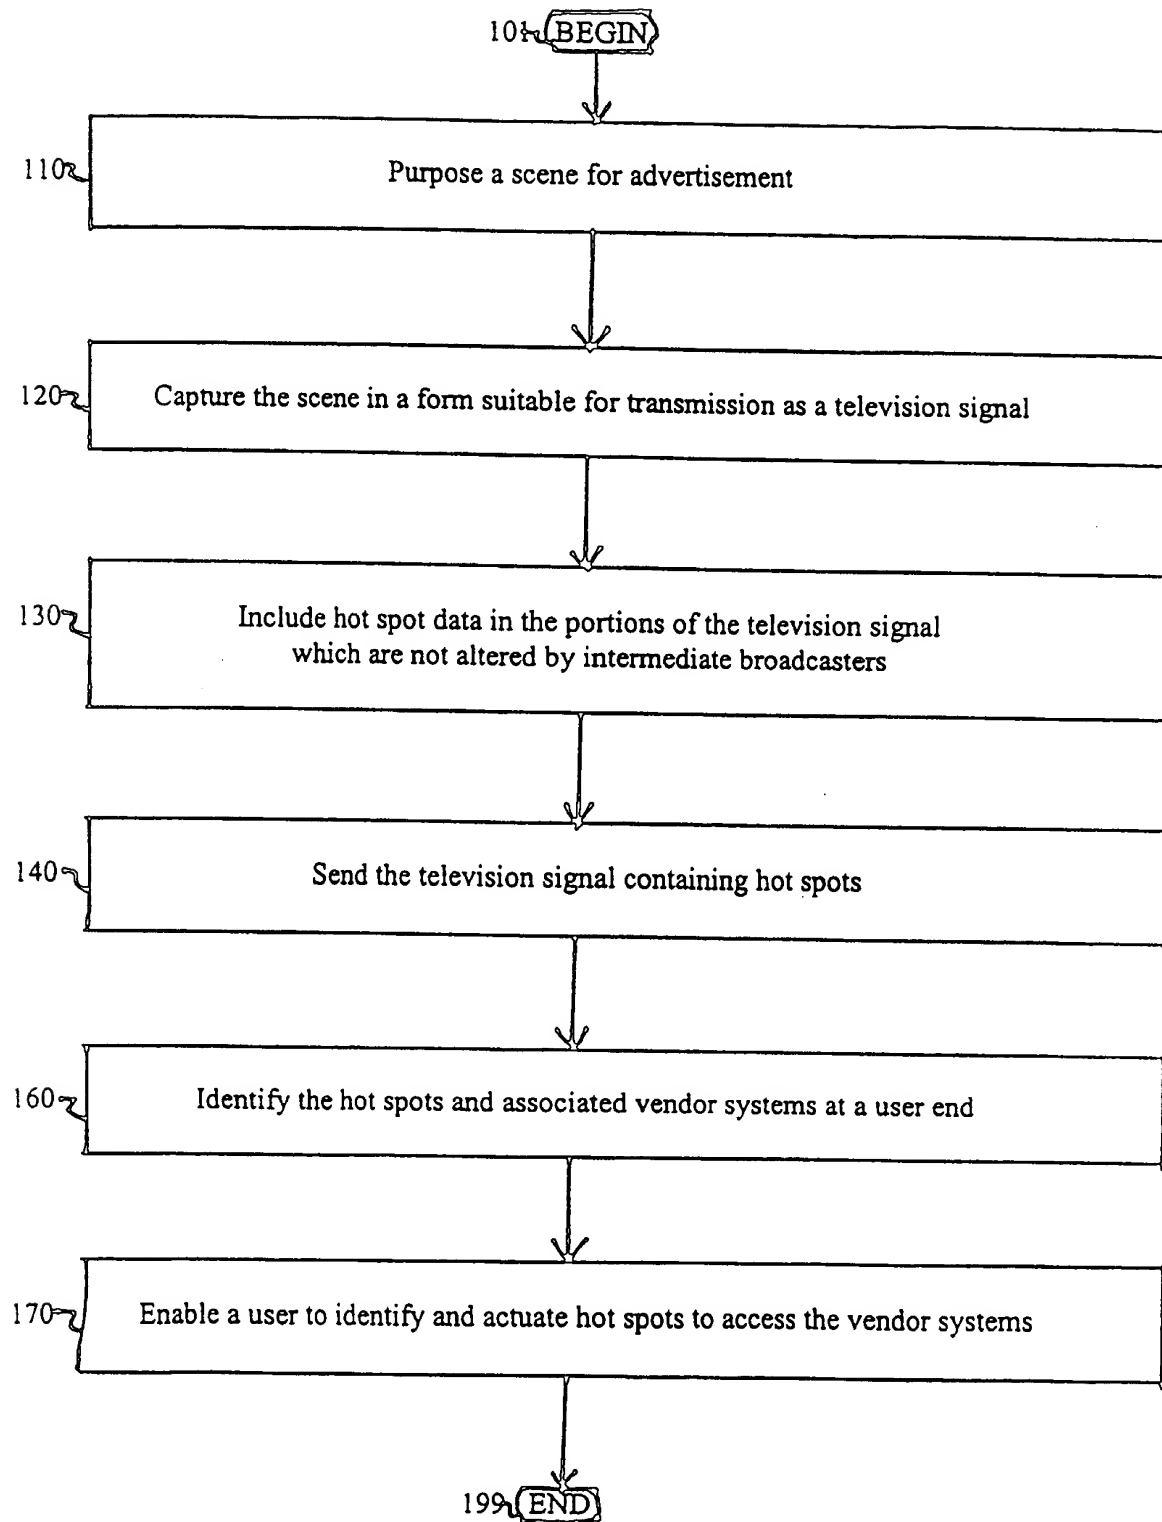 101 BEGIN
110 Purpose a scene for advertisement
120 Capture the scene in a form suitable for transmission as a television signal
130 Include hot spot data in the portions of the television signal
which are not altered by intermediate broadcasters
140 Send the television signal containing hot spots
160 Identify the hot spots and associated vendor systems at a user end
170 Enable a user to identify and actuate hot spots to access the vendor systems
199 END